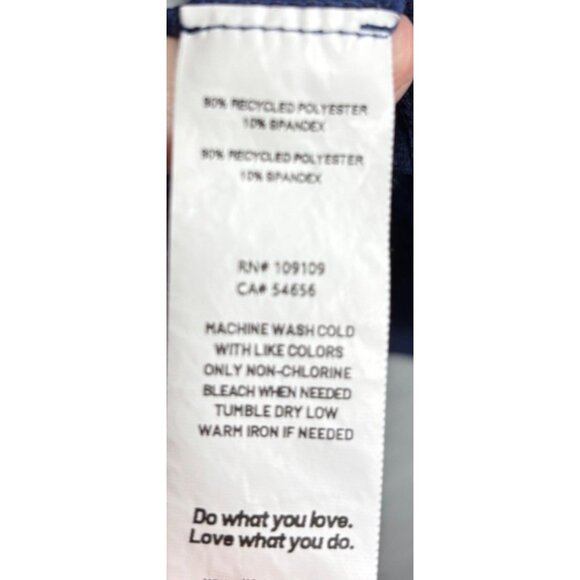 90% RECYCLED POLYESTER
10% SPANDEX
90% RECYCLED POLYESTER
10% SPANDEX
RN# 109109
CA# 54656
MACHINE WASH COLD
WITH LIKE COLORS
ONLY NON-CHLORINE
BLEACH WHEN NEEDED
TUMBLE DRY LOW
WARM IRON IF NEEDED
Do what you love.
Love what you do.